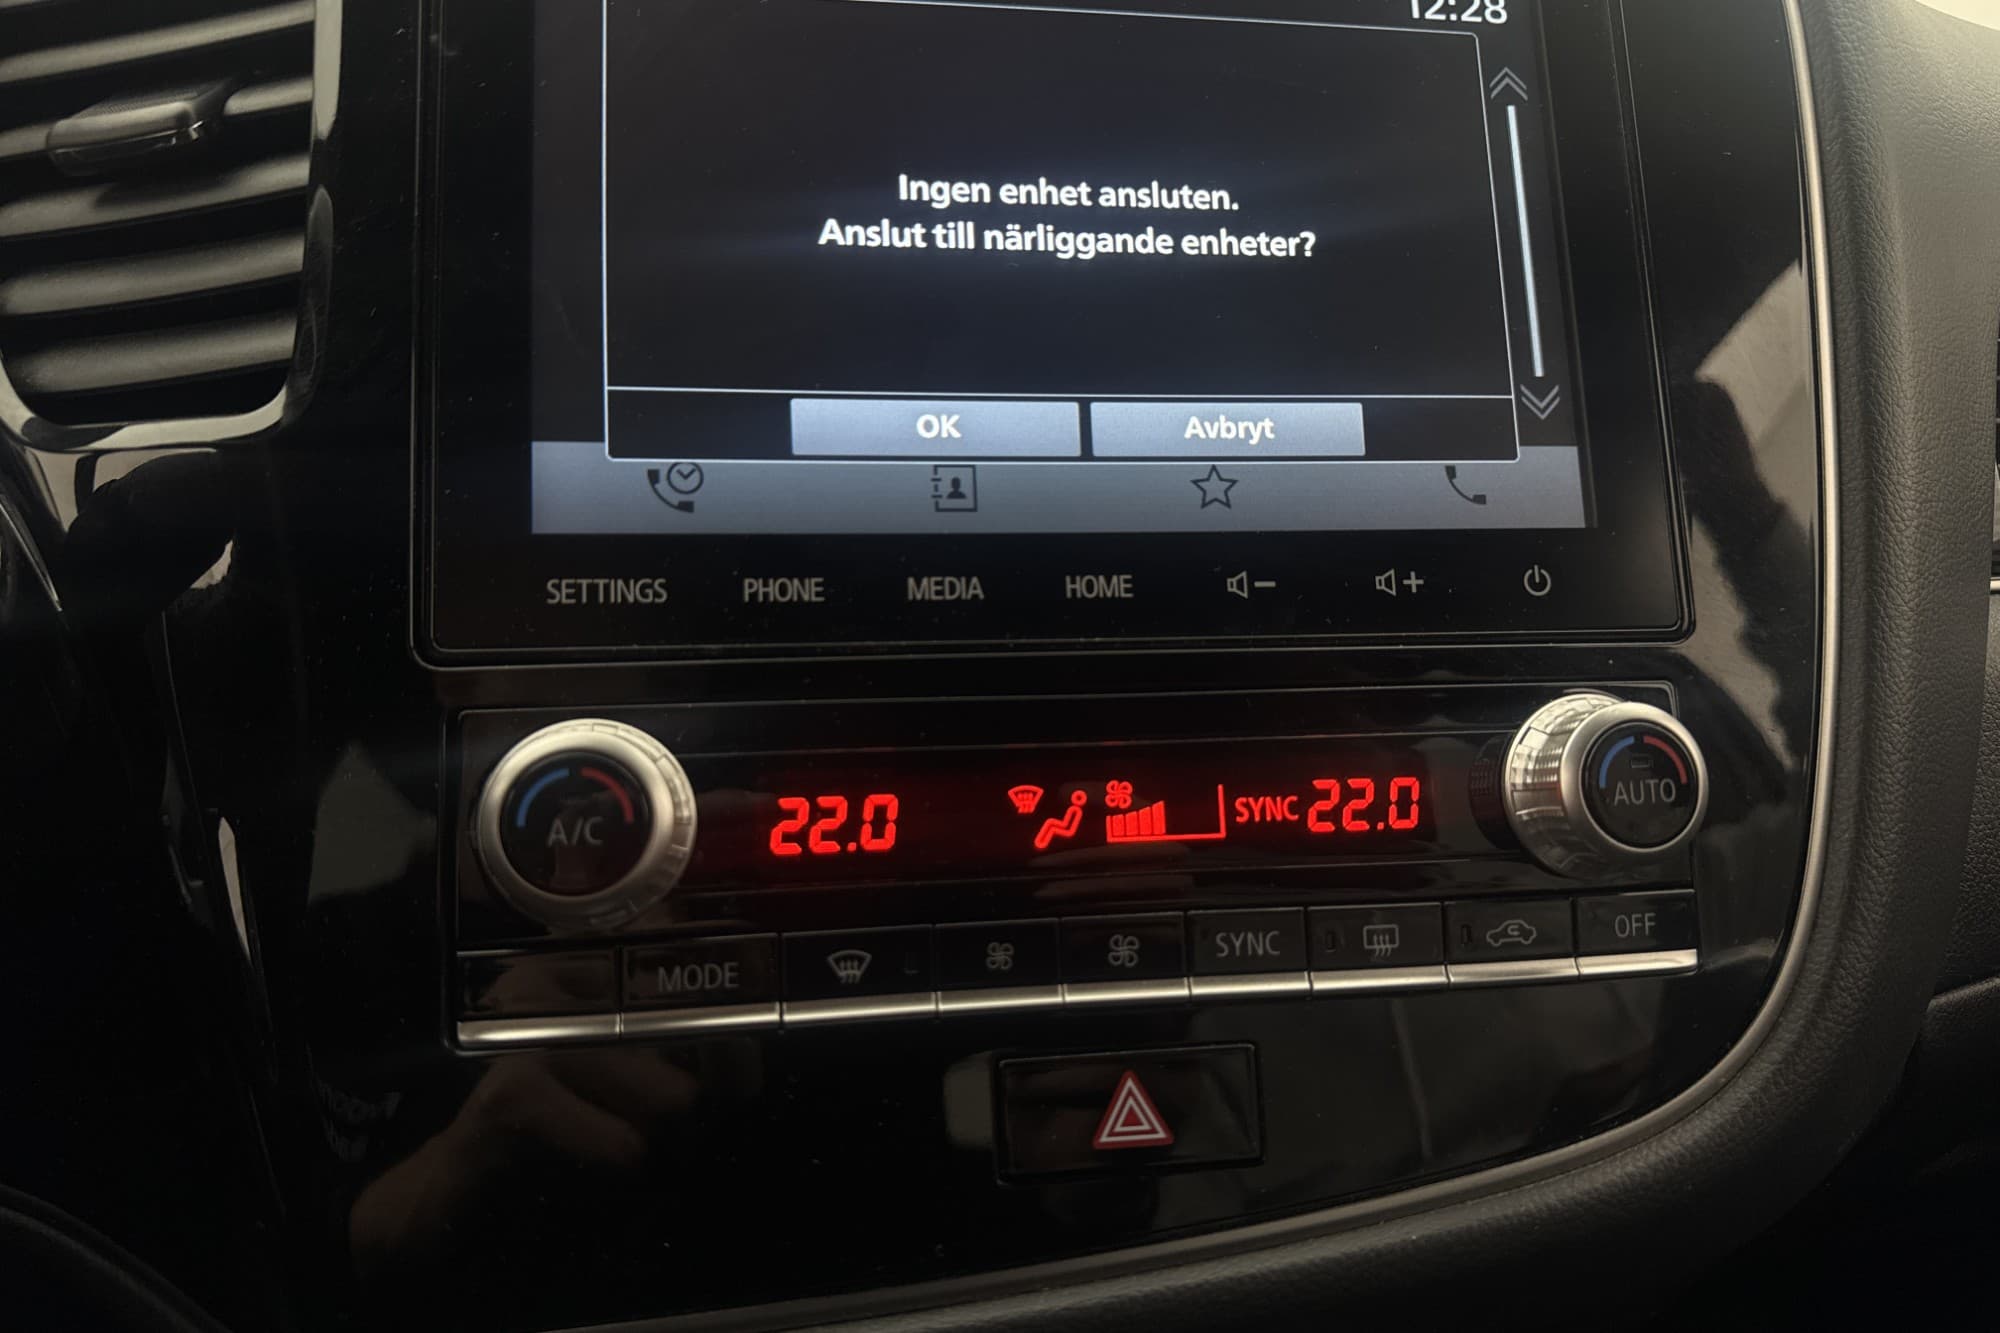 12:28
Ingen enhet ansluten.
Anslut till närliggande enheter?
OK
Avbryt
SETTINGS
PHONE
MEDIA
HOME
A/C
22.0
SYNC
22.0
AUTO
MODE
SYNC
OFF